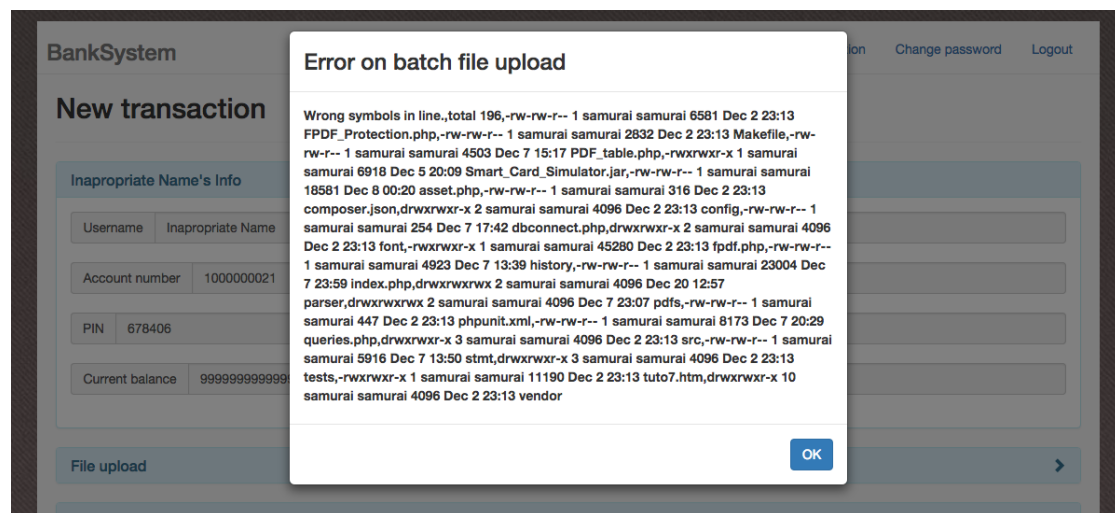 BankSystem
ion Change password Logout
New transaction
Error on batch file upload
Wrong symbols in line.,total 196,-rw-rw-r-- 1 samurai samurai 6581 Dec 2 23:13
FPDF_Protection.php,-rw-rw-r-- 1 samurai samurai 2832 Dec 2 23:13 Makefile,-rw-
rw-r-- 1 samurai samurai 4503 Dec 7 15:17 PDF_table.php,-rwxrwxr-x 1 samurai
samurai 6918 Dec 5 20:09 Smart_Card_Simulator.jar,-rw-rw-r-- 1 samurai samurai
18581 Dec 8 00:20 asset.php,-rw-rw-r-- 1 samurai samurai 316 Dec 2 23:13
composer.json,drwxrwxr-x 2 samurai samurai 4096 Dec 2 23:13 config,-rw-rw-r-- 1
samurai samurai 254 Dec 7 17:42 dbconnect.php,drwxrwxr-x 2 samurai samurai 4096
Dec 2 23:13 font,-rwxrwxr-x 1 samurai samurai 45280 Dec 2 23:13 fpdf.php,-rw-rw-r--
1 samurai samurai 4923 Dec 7 13:39 history,-rw-rw-r-- 1 samurai samurai 23004 Dec
7 23:59 index.php,drwxrwxrwx 2 samurai samurai 4096 Dec 20 12:57
parser,drwxrwxrwx 2 samurai samurai 4096 Dec 7 23:07 pdfs,-rw-rw-r-- 1 samurai
samurai 447 Dec 2 23:13 phpunit.xml,-rw-rw-r-- 1 samurai samurai 8173 Dec 7 20:29
queries.php,drwxrwxr-x 3 samurai samurai 4096 Dec 2 23:13 src,-rw-rw-r-- 1 samurai
samurai 5916 Dec 7 13:50 stmt,drwxrwxr-x 3 samurai samurai 4096 Dec 2 23:13
tests,-rwxrwxr-x 1 samurai samurai 11190 Dec 2 23:13 tuto7.htm,drwxrwxr-x 10
samurai samurai 4096 Dec 2 23:13 vendor
OK
Inapropriate Name's Info
Username Inapropriate Name
Account number 1000000021
PIN 678406
Current balance 999999999999
File upload